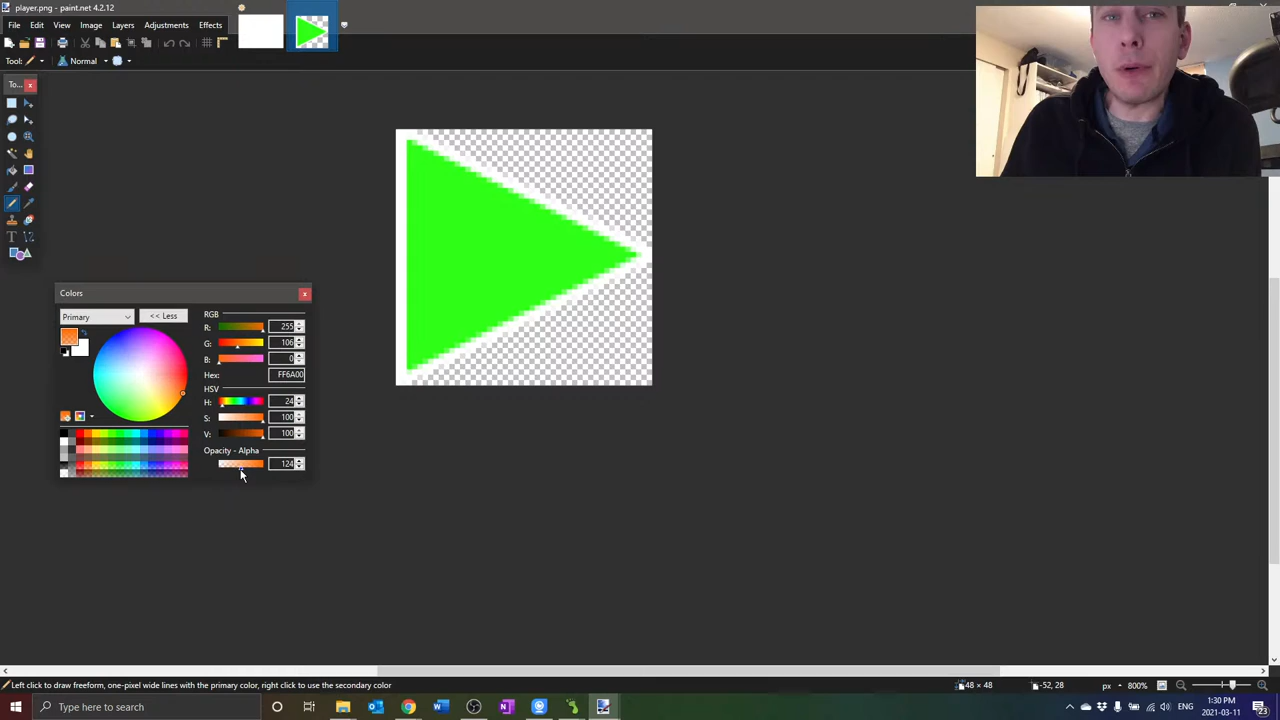 player.png - paint.net 4.2.12
File Edit View Image Layers Adjustments Effects
Tool: Normal
To...
Colors
Primary << Less
RGB
R: 255
G: 106
B: 0
Hex: FF6A00
HSV
H: 24
S: 100
V: 100
Opacity - Alpha
124
Left click to draw freeform, one-pixel wide lines with the primary color, right click to use the secondary color
48 × 48
-52, 28
px
800%
Type here to search
ENG
1:30 PM
2021-03-11
23